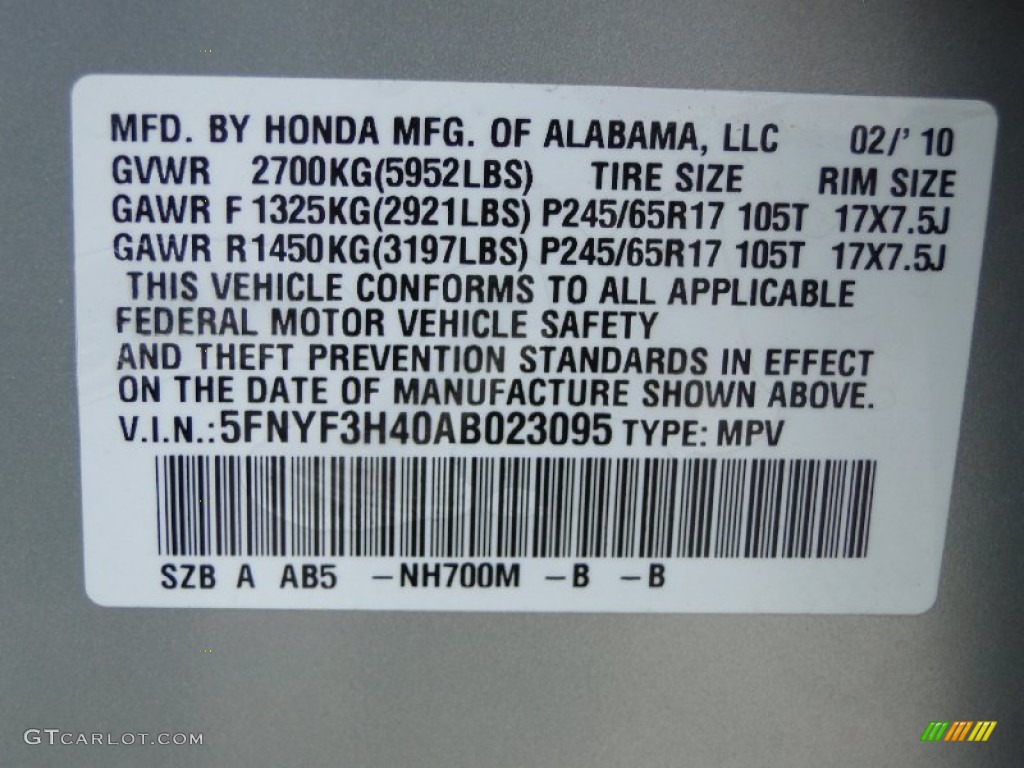 MFD. BY HONDA MFG. OF ALABAMA, LLC 02/' 10
GVWR 2700KG(5952LBS) TIRE SIZE RIM SIZE
GAWR F 1325KG(2921LBS) P245/65R17 105T 17X7.5J
GAWR R 1450KG(3197LBS) P245/65R17 105T 17X7.5J
THIS VEHICLE CONFORMS TO ALL APPLICABLE
FEDERAL MOTOR VEHICLE SAFETY
AND THEFT PREVENTION STANDARDS IN EFFECT
ON THE DATE OF MANUFACTURE SHOWN ABOVE.
V.I.N.: 5FNYF3H40AB023095 TYPE: MPV
SZB A AB5 -NH700M -B -B
GTCARLOT.COM